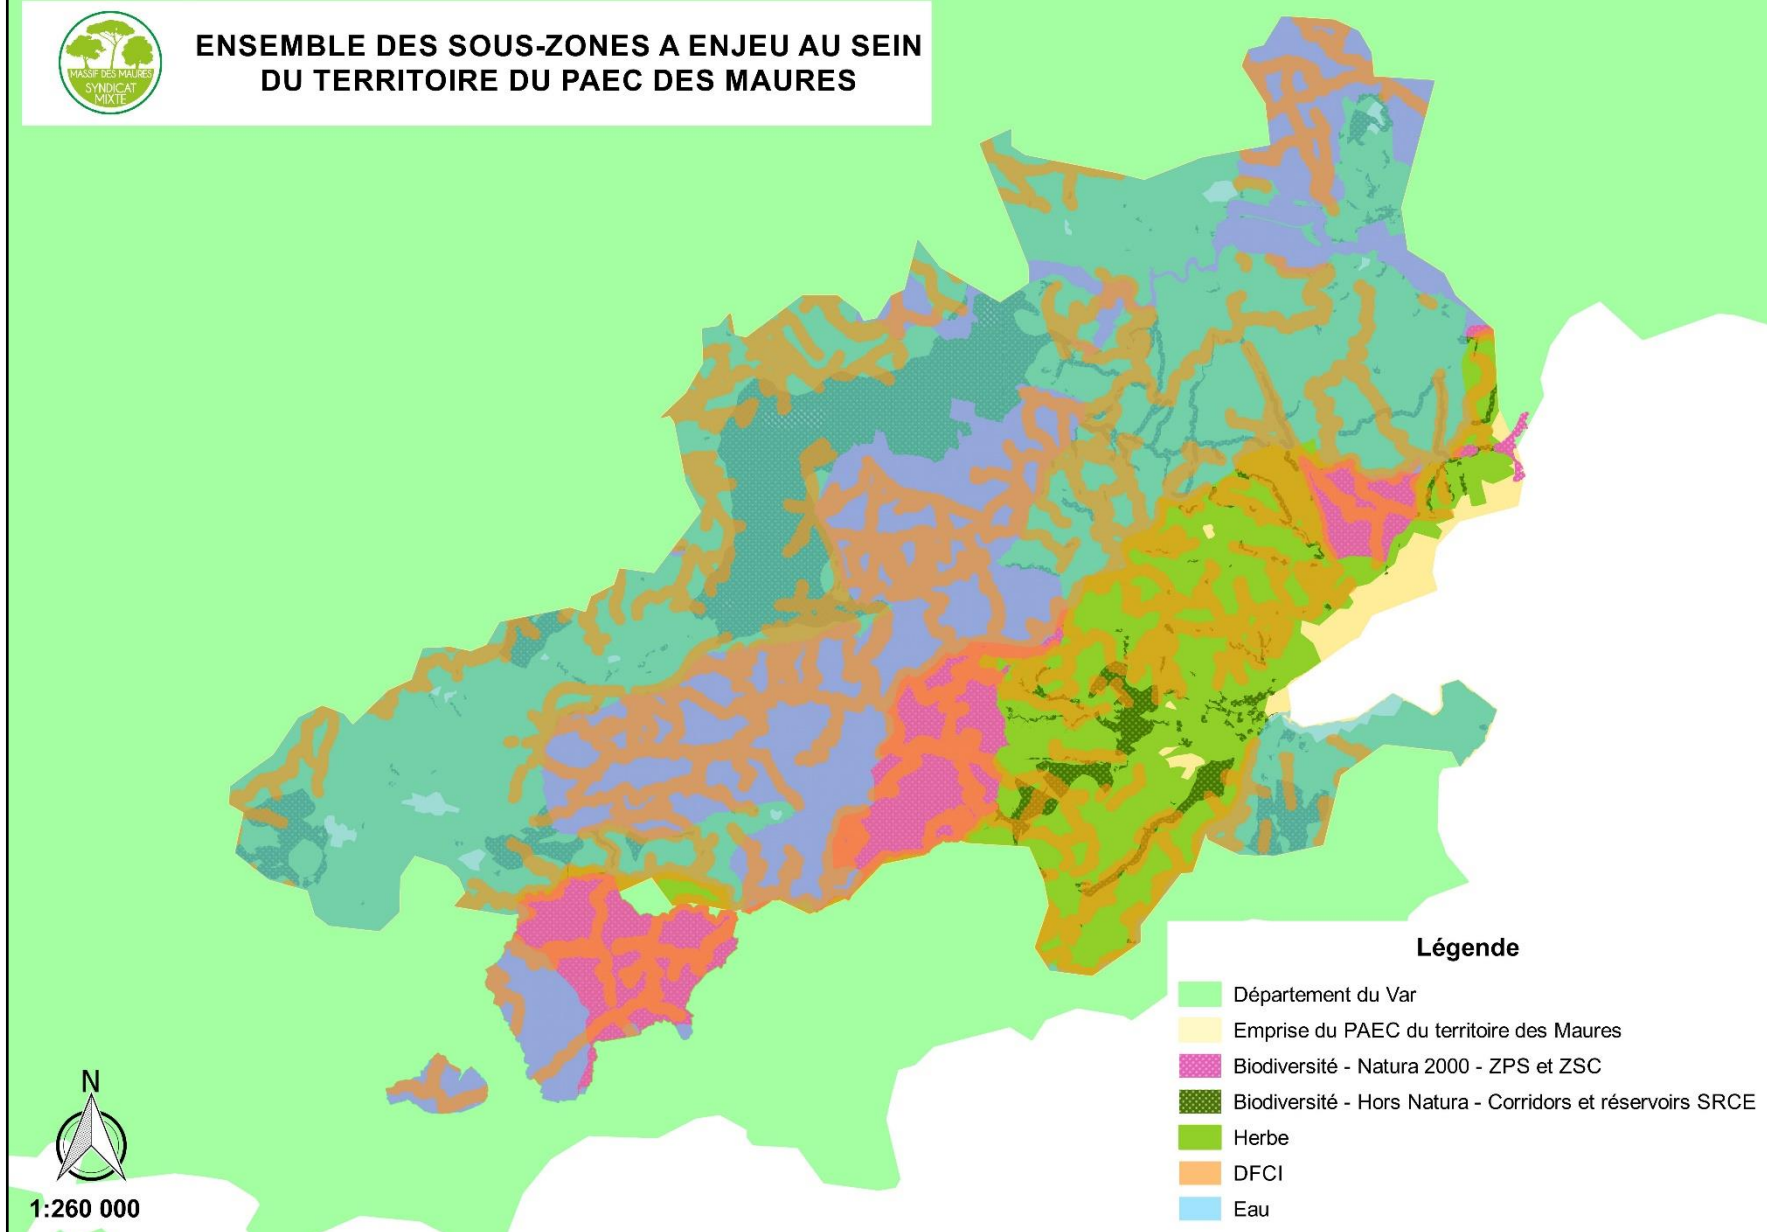 MASSIF DES MAURES
SYNDICAT
MIXTE
ENSEMBLE DES SOUS-ZONES A ENJEU AU SEIN
DU TERRITOIRE DU PAEC DES MAURES
Légende
Département du Var
Emprise du PAEC du territoire des Maures
Biodiversité - Natura 2000 - ZPS et ZSC
Biodiversité - Hors Natura - Corridors et réservoirs SRCE
Herbe
DFCI
Eau
N
1:260 000